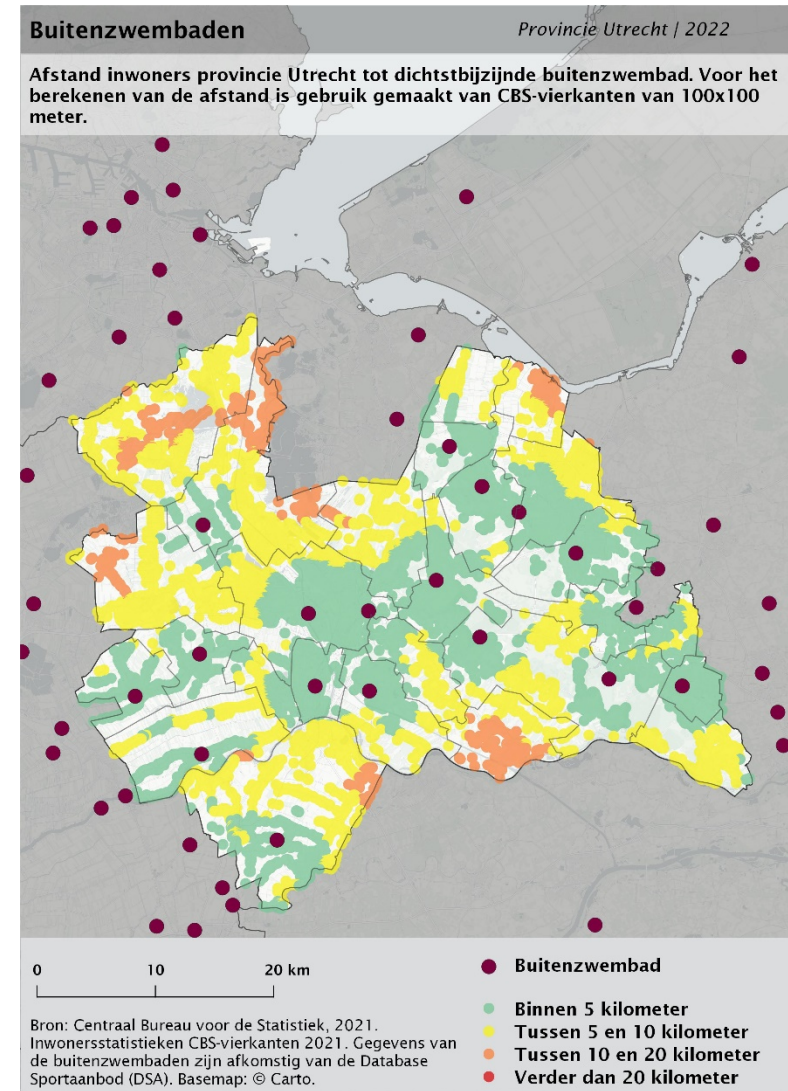 Buitenzwembaden
Provincie Utrecht | 2022
Afstand inwoners provincie Utrecht tot dichtstbijzijnde buitenzwembad. Voor het
berekenen van de afstand is gebruik gemaakt van CBS-vierkanten van 100x100
meter.
0 10 20 km
Bron: Centraal Bureau voor de Statistiek, 2021.
Inwonersstatistieken CBS-vierkanten 2021. Gegevens van
de buitenzwembaden zijn afkomstig van de Database
Sportaanbod (DSA). Basemap: © Carto.
Buitenzwembad
Binnen 5 kilometer
Tussen 5 en 10 kilometer
Tussen 10 en 20 kilometer
Verder dan 20 kilometer